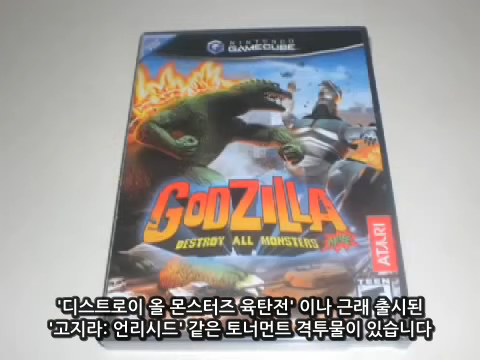 NINTENDO
GAMECUBE
GODZILLA
DESTROY ALL MONSTERS
MELEE
ATARI
TEEN
'디스트로이 올 몬스터즈 육탄전' 이나 근래 출시된
'고지라: 언리시드' 같은 토너먼트 격투물이 있습니다